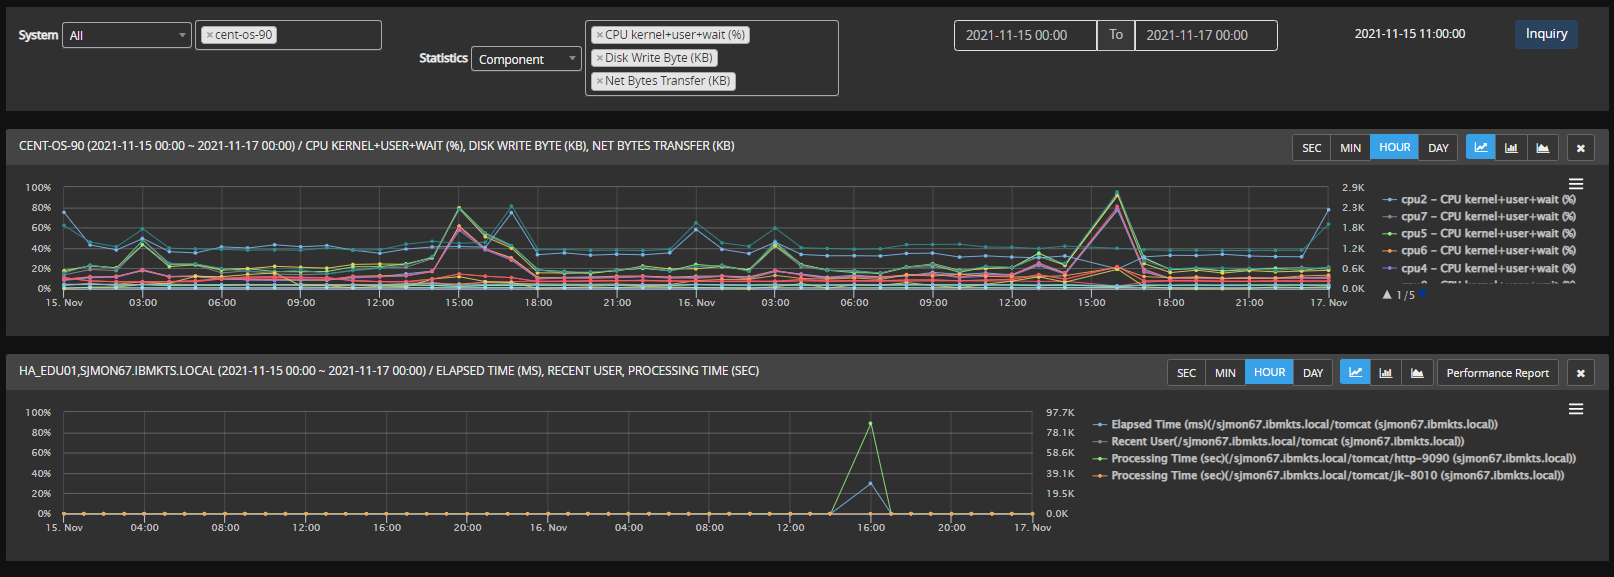 System All ×cent-os-90
Statistics Component
×CPU kernel+user+wait (%)
×Disk Write Byte (KB)
×Net Bytes Transfer (KB)
2021-11-15 00:00 To 2021-11-17 00:00
2021-11-15 11:00:00 Inquiry
CENT-OS-90 (2021-11-15 00:00 ~ 2021-11-17 00:00) / CPU KERNEL+USER+WAIT (%), DISK WRITE BYTE (KB), NET BYTES TRANSFER (KB)
SEC MIN HOUR DAY
100%
80%
60%
40%
20%
0%
2.9K
2.3K
1.8K
1.2K
0.6K
0.0K
15. Nov 03:00 06:00 09:00 12:00 15:00 18:00 21:00 16. Nov 03:00 06:00 09:00 12:00 15:00 18:00 21:00 17. Nov
cpu2 – CPU kernel+user+wait (%)
cpu7 – CPU kernel+user+wait (%)
cpu5 – CPU kernel+user+wait (%)
cpu6 – CPU kernel+user+wait (%)
cpu4 – CPU kernel+user+wait (%)
1/5
HA_EDU01,SJMON67.IBMKTS.LOCAL (2021-11-15 00:00 ~ 2021-11-17 00:00) / ELAPSED TIME (MS), RECENT USER, PROCESSING TIME (SEC)
SEC MIN HOUR DAY Performance Report
100%
80%
60%
40%
20%
0%
97.7K
78.1K
58.6K
39.1K
19.5K
0.0K
15. Nov 04:00 08:00 12:00 16:00 20:00 16. Nov 04:00 08:00 12:00 16:00 20:00 17. Nov
Elapsed Time (ms)(/sjmon67.ibmkts.local/tomcat (sjmon67.ibmkts.local))
Recent User(/sjmon67.ibmkts.local/tomcat (sjmon67.ibmkts.local))
Processing Time (sec)(/sjmon67.ibmkts.local/tomcat/http-9090 (sjmon67.ibmkts.local))
Processing Time (sec)(/sjmon67.ibmkts.local/tomcat/jk-8010 (sjmon67.ibmkts.local))